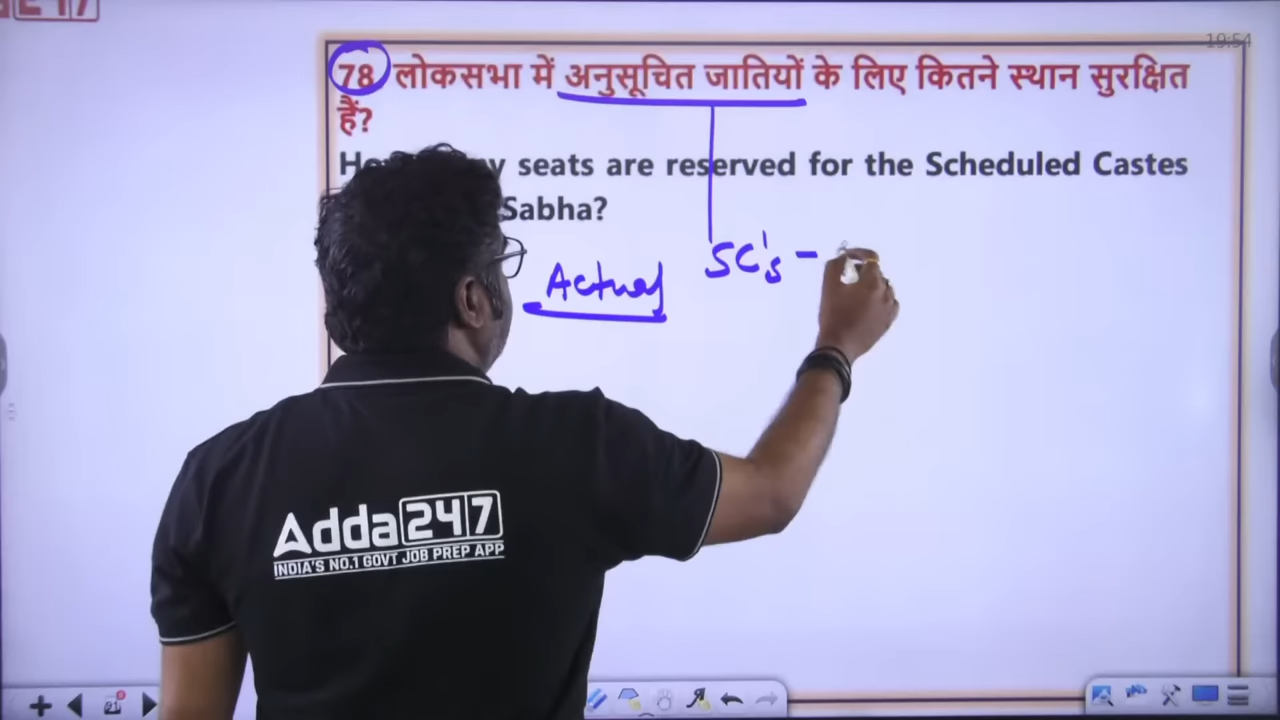 19:54
78 लोकसभा में अनुसूचित जातियों के लिए कितने स्थान सुरक्षित
हैं?
seats are reserved for the Scheduled Castes
Sabha?
SC's -
Actual
Adda247
INDIA'S NO.1 GOVT JOB PREP APP